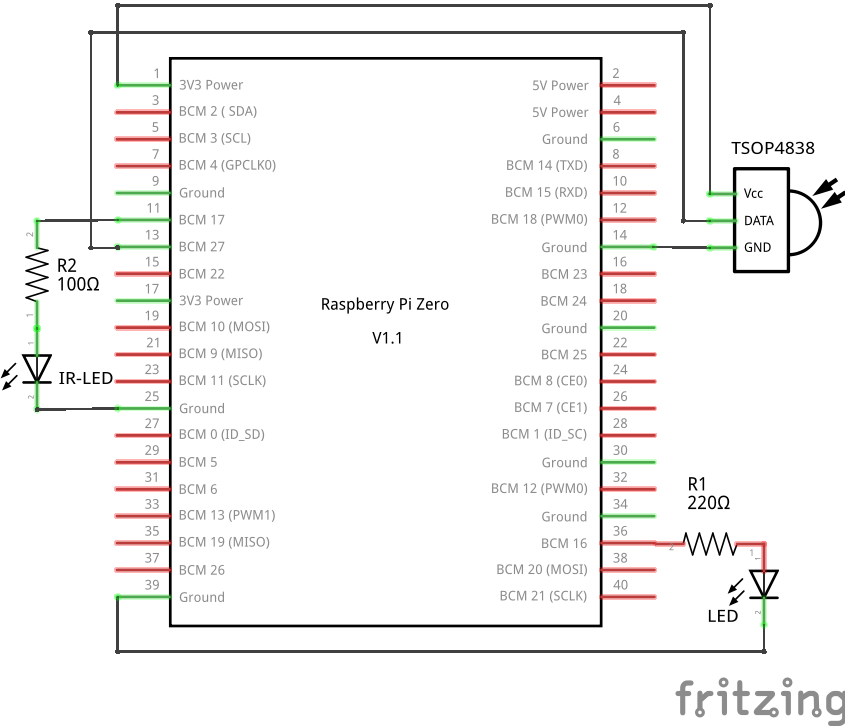 1 3V3 Power 5V Power 2
3 BCM 2 ( SDA) 5V Power 4
5 BCM 3 (SCL) Ground 6
7 BCM 4 (GPCLK0) BCM 14 (TXD) 8
9 Ground BCM 15 (RXD) 10
11 BCM 17 BCM 18 (PWM0) 12
13 BCM 27 Ground 14
15 BCM 22 BCM 23 16
17 3V3 Power BCM 24 18
19 BCM 10 (MOSI) Ground 20
21 BCM 9 (MISO) BCM 25 22
23 BCM 11 (SCLK) BCM 8 (CE0) 24
25 Ground BCM 7 (CE1) 26
27 BCM 0 (ID_SD) BCM 1 (ID_SC) 28
29 BCM 5 Ground 30
31 BCM 6 BCM 12 (PWM0) 32
33 BCM 13 (PWM1) Ground 34
35 BCM 19 (MISO) BCM 16 36
37 BCM 26 BCM 20 (MOSI) 38
39 Ground BCM 21 (SCLK) 40
Raspberry Pi Zero
V1.1
TSOP4838
Vcc
DATA
GND
2
R2
100Ω
1
1
IR-LED
2
R1
220Ω
2
1
1
LED
2
fritzing